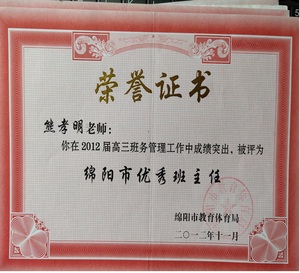 荣誉证书
熊孝明老师：
你在2012届高三班务管理工作中成绩突出，被评为
绵阳市优秀班主任
绵阳市教育体育局
二〇一二年十一月